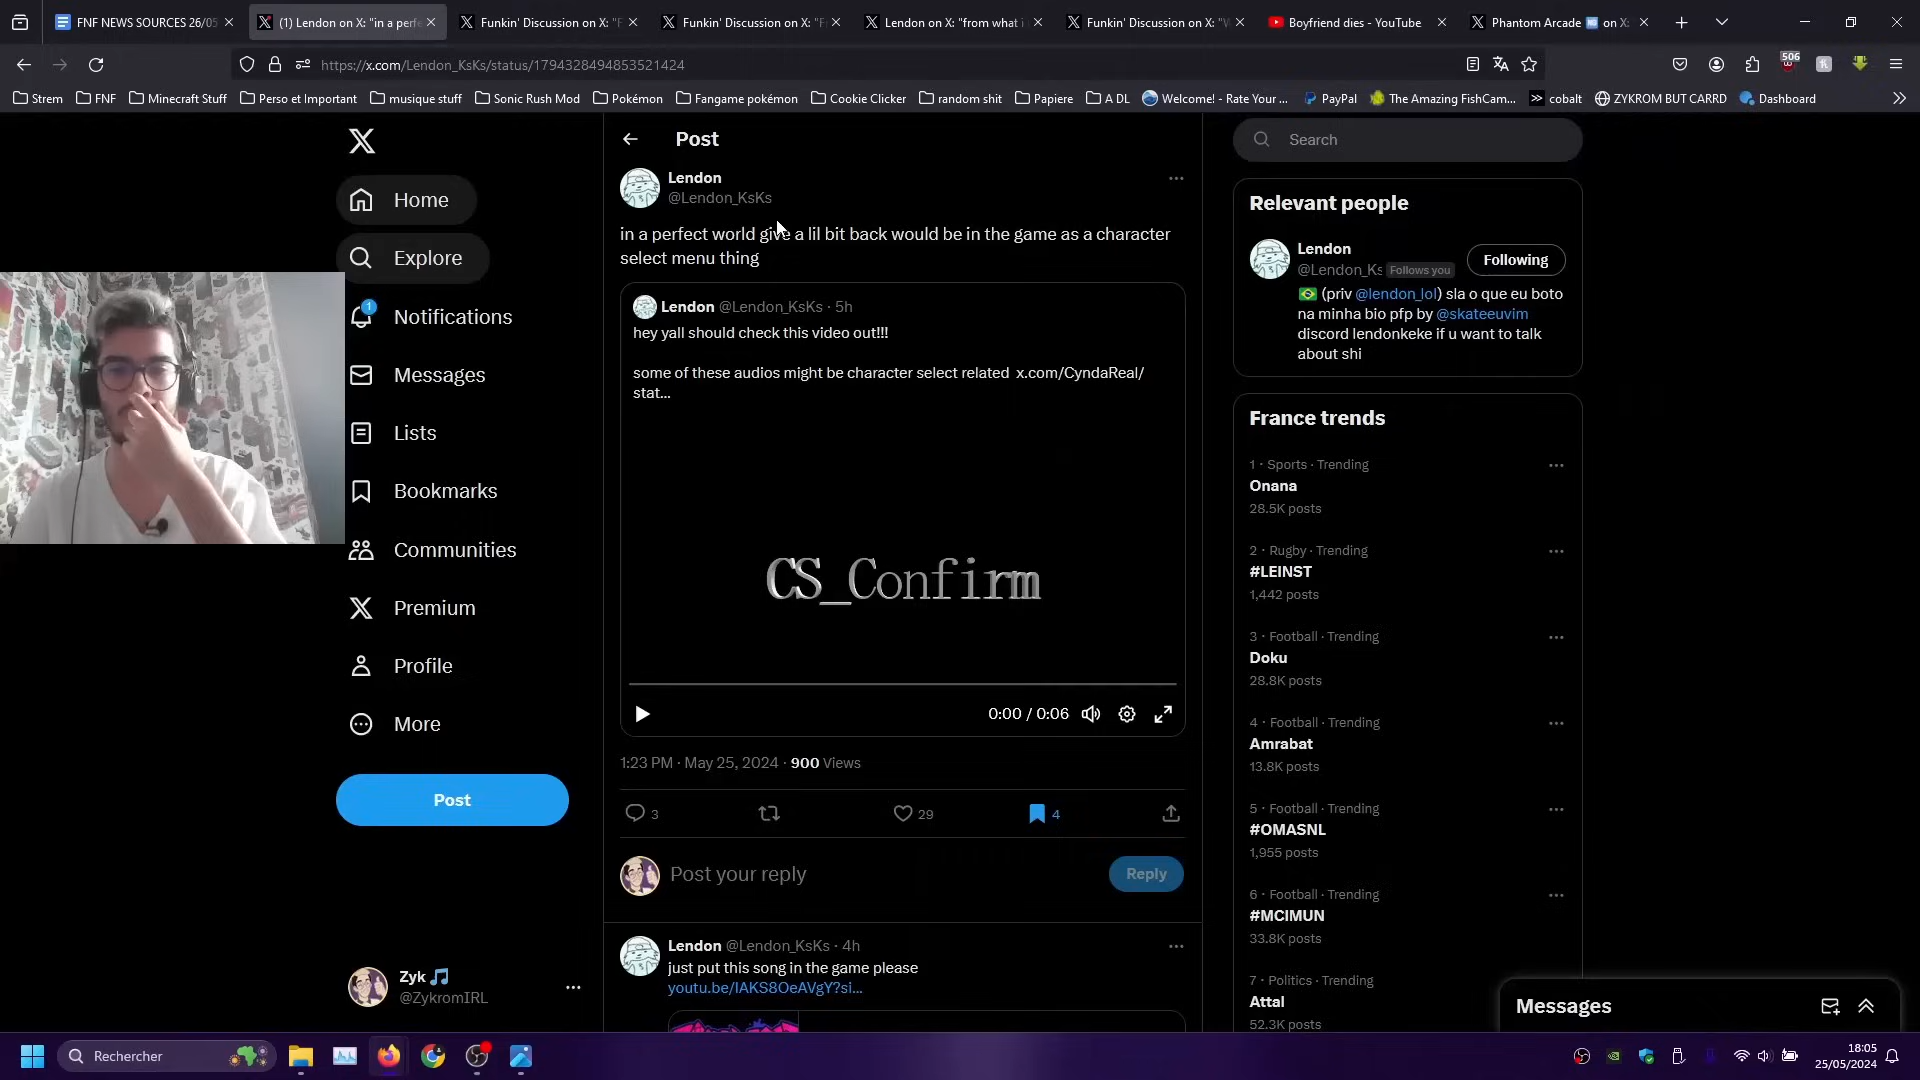 FNF NEWS SOURCES 26/05
(1) Lendon on X: "in a perfe
Funkin' Discussion on X: "F
Funkin' Discussion on X: "F
Lendon on X: "from what i
Funkin' Discussion on X: "W
Boyfriend dies - YouTube
Phantom Arcade on X:
https://x.com/Lendon_KsKs/status/1794328494853521424
506
Strem
FNF
Minecraft Stuff
Perso et Important
musique stuff
Sonic Rush Mod
Pokémon
Fangame pokémon
Cookie Clicker
random shit
Papiere
A DL
Welcome! - Rate Your ...
PayPal
The Amazing FishCam...
cobalt
ZYKROM BUT CARRD
Dashboard
Home
Explore
1
Notifications
Messages
Lists
Bookmarks
Communities
Premium
Profile
More
Post
Zyk 🎵
@ZykromIRL
Post
Lendon
@Lendon_KsKs
in a perfect world give a lil bit back would be in the game as a character
select menu thing
Lendon @Lendon_KsKs · 5h
hey yall should check this video out!!!
some of these audios might be character select related x.com/CyndaReal/
stat...
CS_Confirm
0:00 / 0:06
1:23 PM · May 25, 2024 · 900 Views
3
29
4
Post your reply
Reply
Lendon @Lendon_KsKs · 4h
just put this song in the game please
youtu.be/IAKS8OeAVgY?si...
Search
Relevant people
Lendon
@Lendon_Ks Follows you
Following
🇧🇷 (priv @lendon_lol) sla o que eu boto
na minha bio pfp by @skateeuvim
discord lendonkeke if u want to talk
about shi
France trends
1 · Sports · Trending
Onana
28.5K posts
2 · Rugby · Trending
#LEINST
1,442 posts
3 · Football · Trending
Doku
28.8K posts
4 · Football · Trending
Amrabat
13.8K posts
5 · Football · Trending
#OMASNL
1,955 posts
6 · Football · Trending
#MCIMUN
33.8K posts
7 · Politics · Trending
Attal
52.3K posts
Messages
Rechercher
18:05
25/05/2024